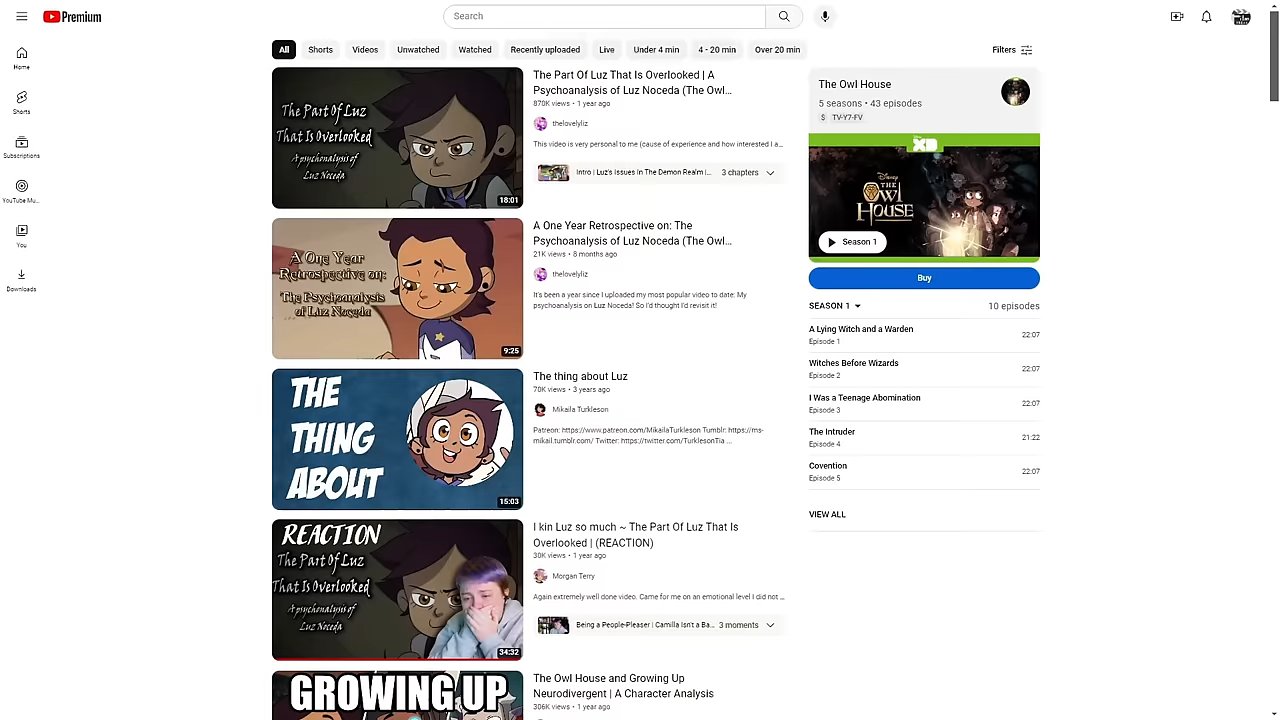 Premium
Search
Home
Shorts
Subscriptions
YouTube Mu...
You
Downloads
All
Shorts
Videos
Unwatched
Watched
Recently uploaded
Live
Under 4 min
4 - 20 min
Over 20 min
Filters
The Part Of Luz
That Is Overlooked
A psychonalysis of
Luz Noceda
18:01
The Part Of Luz That Is Overlooked | A
Psychoanalysis of Luz Noceda (The Owl...
870K views • 1 year ago
thelovelyliz
This video is very personal to me (cause of experience and how interested I a...
Intro | Luz's Issues In The Demon Realm |...
3 chapters
A One Year
Retrospective on:
The Psychoanalysis
of Luz Noceda
9:25
A One Year Retrospective on: The
Psychoanalysis of Luz Noceda (The Owl...
21K views • 8 months ago
thelovelyliz
It's been a year since I uploaded my most popular video to date: My
psychoanalysis on Luz Noceda! So I'd thought I'd revisit it!
THE
THING
ABOUT
15:03
The thing about Luz
70K views • 3 years ago
Mikaila Turkleson
Patreon: https://www.patreon.com/MikailaTurkleson Tumblr: https://ms-
mikail.tumblr.com/ Twitter: https://twitter.com/TurklesonTia ...
REACTION
The Part Of Luz
That Is Overlooked
A psychonalysis of
Luz Noceda
34:32
I kin Luz so much ~ The Part Of Luz That Is
Overlooked | (REACTION)
30K views • 1 year ago
Morgan Terry
Again extremely well done video. Came for me on an emotional level I did not ...
Being a People-Pleaser | Camilla Isn't a Ba...
3 moments
GROWING UP
The Owl House and Growing Up
Neurodivergent | A Character Analysis
306K views • 1 year ago
The Owl House
5 seasons • 43 episodes
$ TV-Y7-FV
Disney XD
Disney
THE
OWL
HOUSE
Season 1
Buy
SEASON 1
10 episodes
A Lying Witch and a Warden
Episode 1
22:07
Witches Before Wizards
Episode 2
22:07
I Was a Teenage Abomination
Episode 3
22:07
The Intruder
Episode 4
21:22
Covention
Episode 5
22:07
VIEW ALL